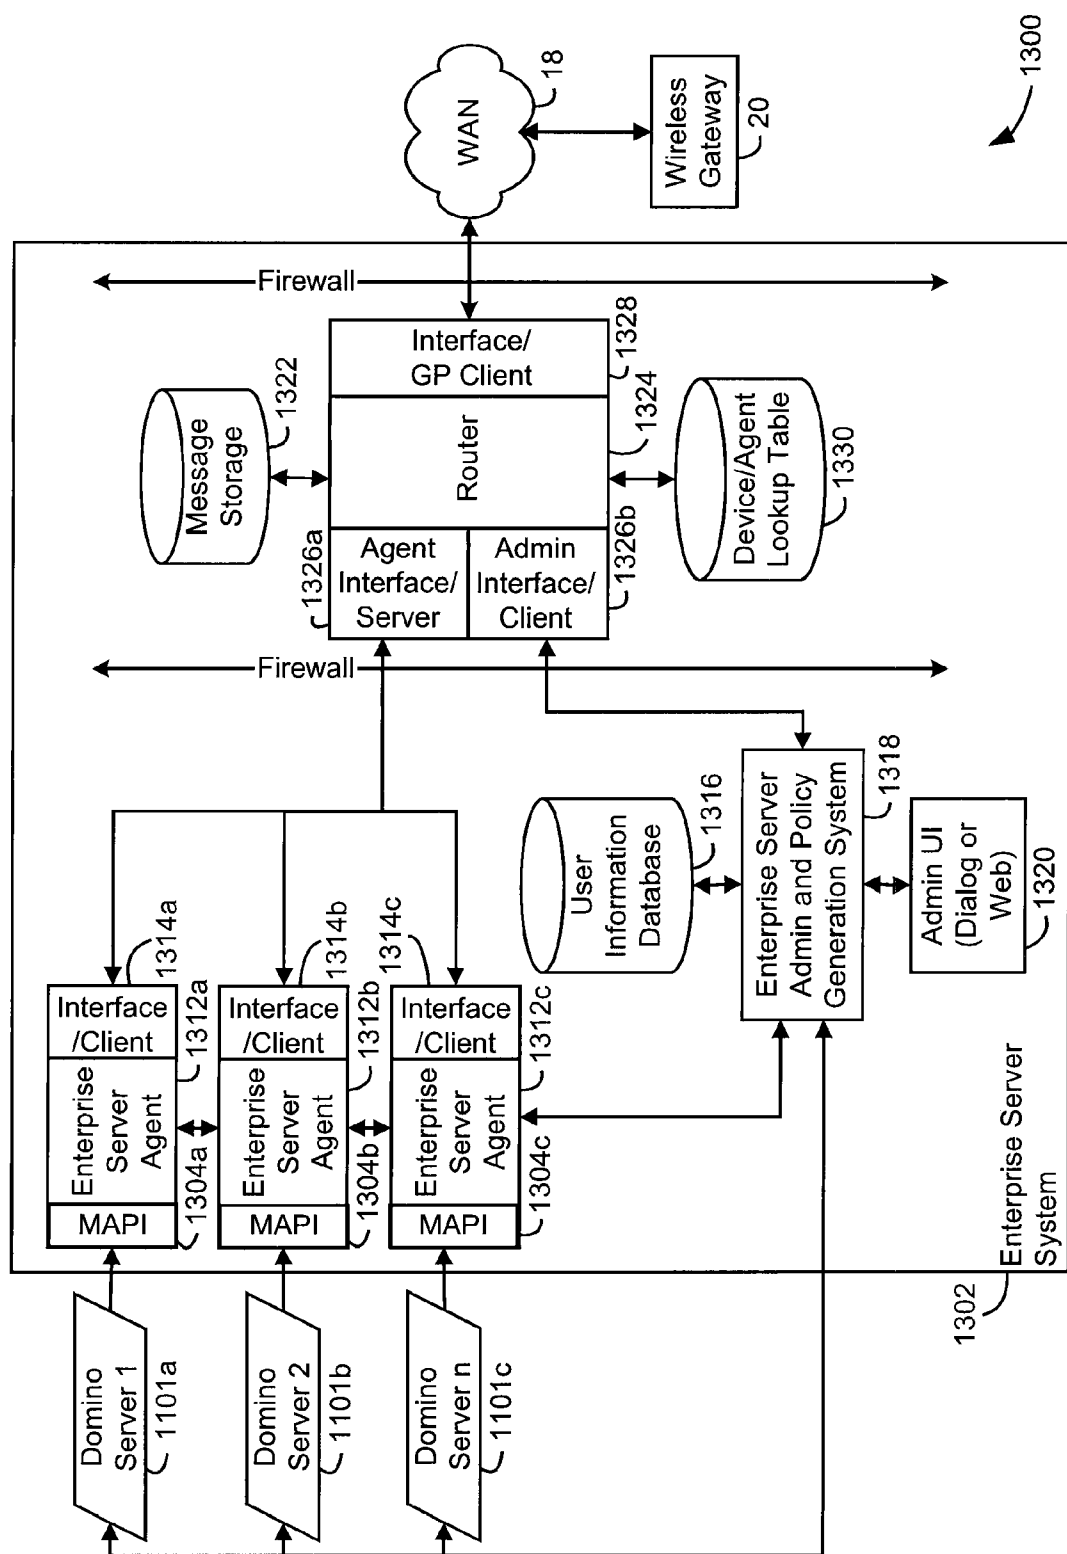 Domino
Server 1
1101a
Domino
Server 2
1101b
Domino
Server n
1101c
MAPI
1304a
Enterprise
Server
Agent
1312a
Interface
/Client
1314a
MAPI
1304b
Enterprise
Server
Agent
1312b
Interface
/Client
1314b
MAPI
1304c
Enterprise
Server
Agent
1312c
Interface
/Client
1314c
User
Information
Database
1316
Enterprise Server
Admin and Policy
Generation System
1318
Admin UI
(Dialog or
Web)
1320
Firewall
Message
Storage
1322
1326a
Agent
Interface/
Server
Admin
Interface/
Client
1326b
Router
1324
Interface/
GP Client
1328
Device/Agent
Lookup Table
1330
Firewall
WAN
18
Wireless
Gateway
20
1300
1302
Enterprise Server
System